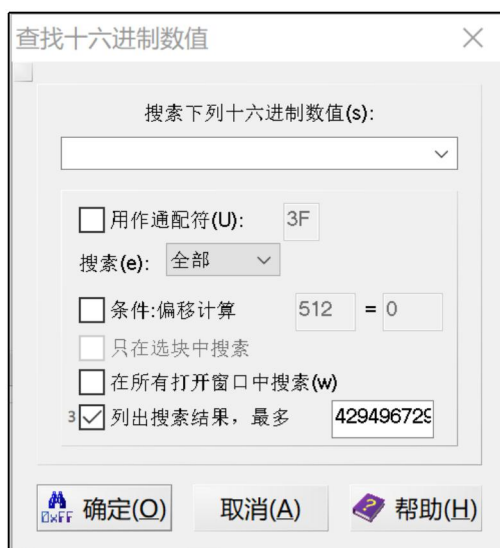 查找十六进制数值
搜索下列十六进制数值(s):
用作通配符(U): 3F
搜索(e): 全部
条件:偏移计算 512 = 0
只在选块中搜索
在所有打开窗口中搜索(w)
3 列出搜索结果，最多 429496729
0xFF 确定(O) 取消(A) 帮助(H)